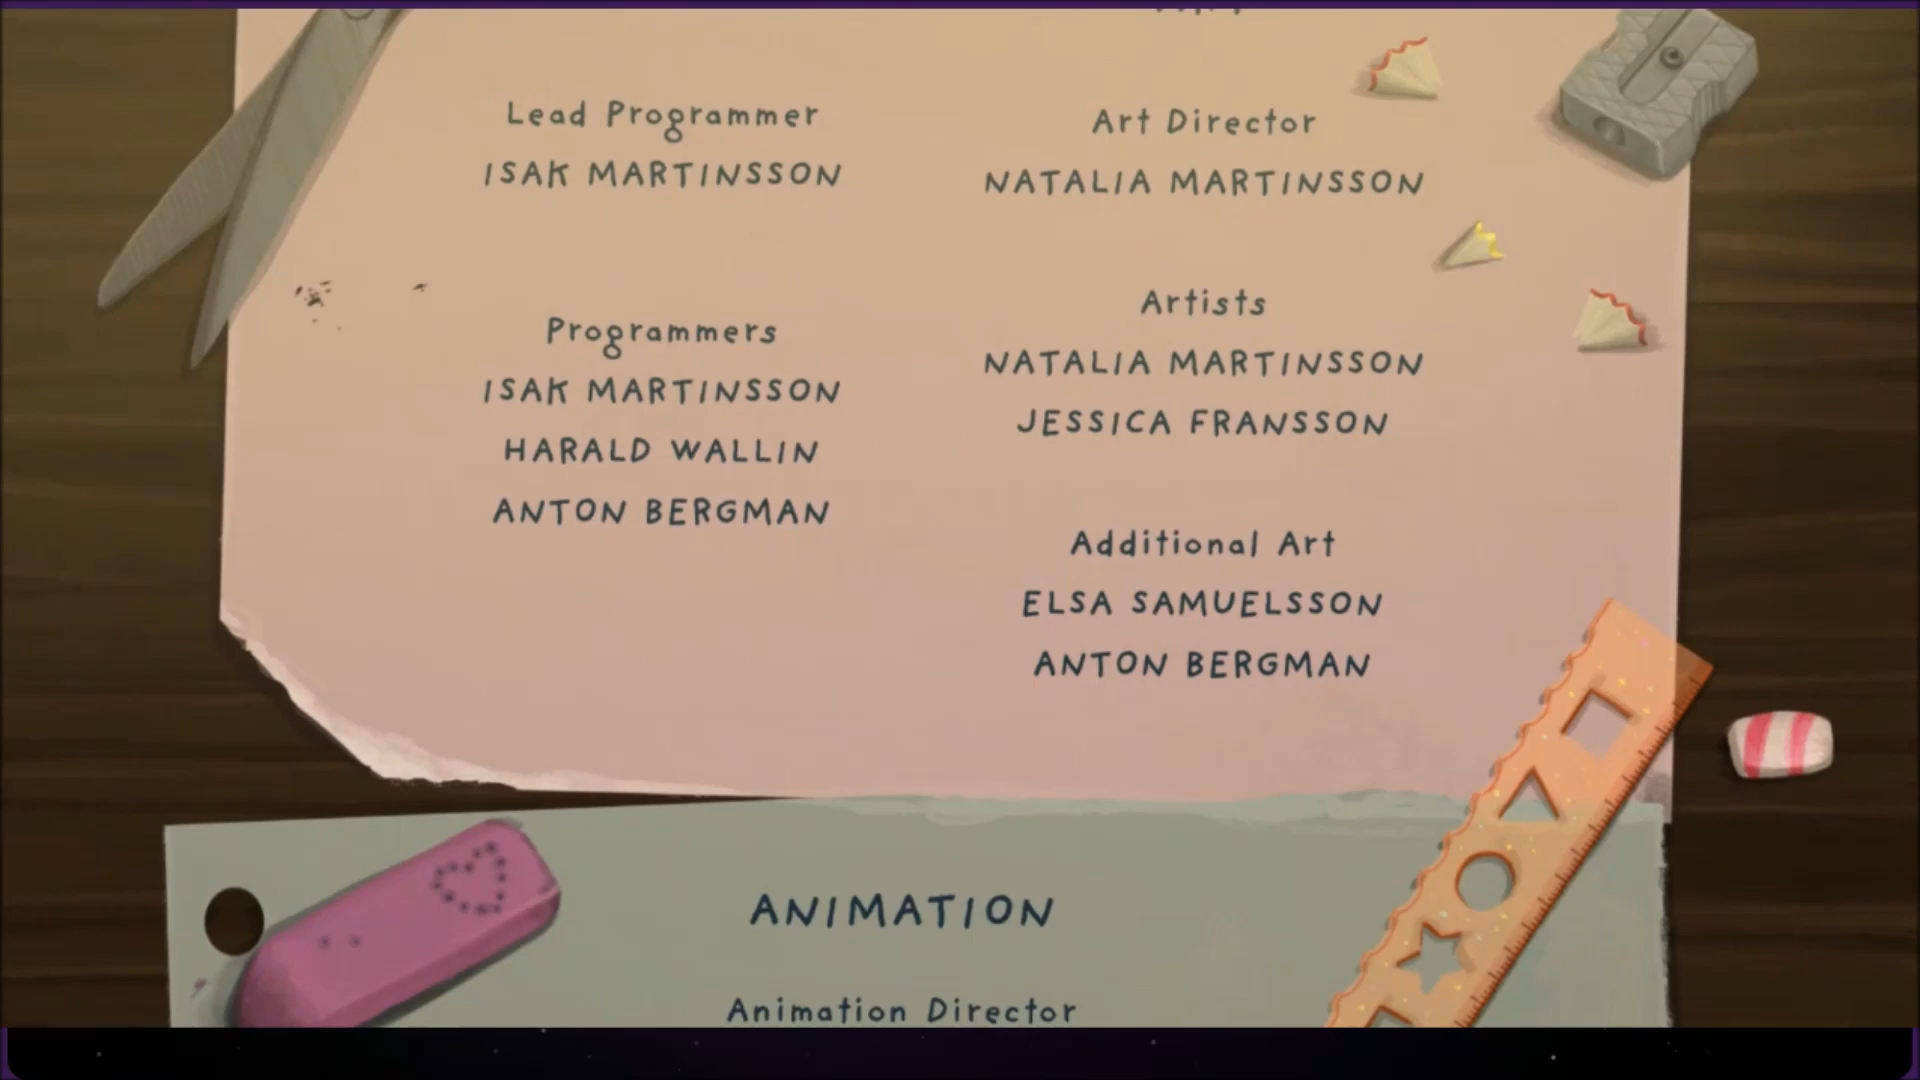 Lead Programmer
ISAK MARTINSSON
Programmers
ISAK MARTINSSON
HARALD WALLIN
ANTON BERGMAN
Art Director
NATALIA MARTINSSON
Artists
NATALIA MARTINSSON
JESSICA FRANSSON
Additional Art
ELSA SAMUELSSON
ANTON BERGMAN
ANIMATION
Animation Director